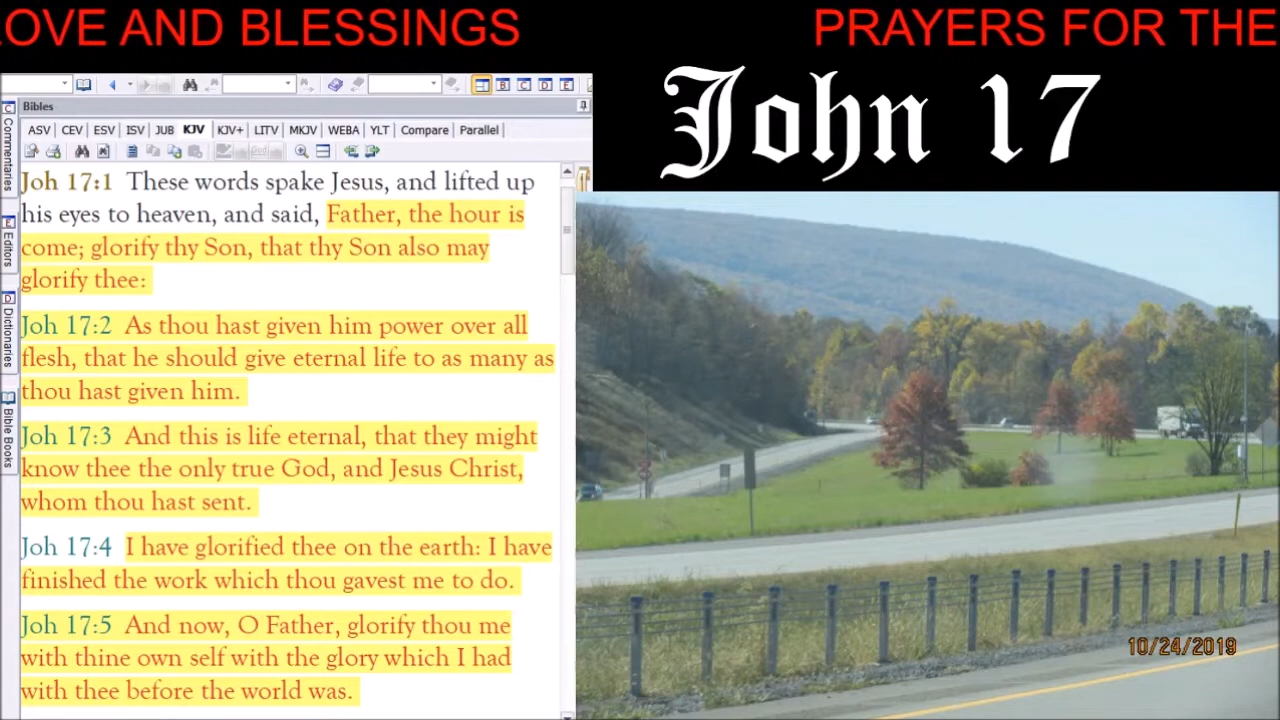 OVE AND BLESSINGS
PRAYERS FOR THE
John 17
B C D E
Bibles
ASV CEV ESV ISV JUB KJV KJV+ LITV MKJV WEBA YLT Compare Parallel
Commentaries
Editors
Dictionaries
Bible Books
Joh 17:1 These words spake Jesus, and lifted up
his eyes to heaven, and said, Father, the hour is
come; glorify thy Son, that thy Son also may
glorify thee:
Joh 17:2 As thou hast given him power over all
flesh, that he should give eternal life to as many as
thou hast given him.
Joh 17:3 And this is life eternal, that they might
know thee the only true God, and Jesus Christ,
whom thou hast sent.
Joh 17:4 I have glorified thee on the earth: I have
finished the work which thou gavest me to do.
Joh 17:5 And now, O Father, glorify thou me
with thine own self with the glory which I had
with thee before the world was.
10/24/2019